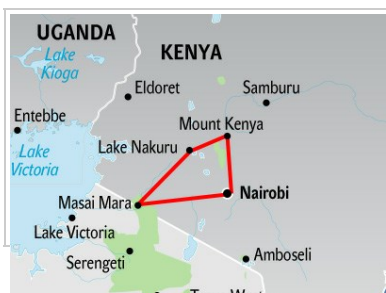 UGANDA
KENYA
Lake
Kioga
Eldoret
Samburu
Entebbe
Mount Kenya
Lake Nakuru
Lake
Victoria
Nairobi
Masai Mara
Lake Victoria
Amboseli
Serengeti